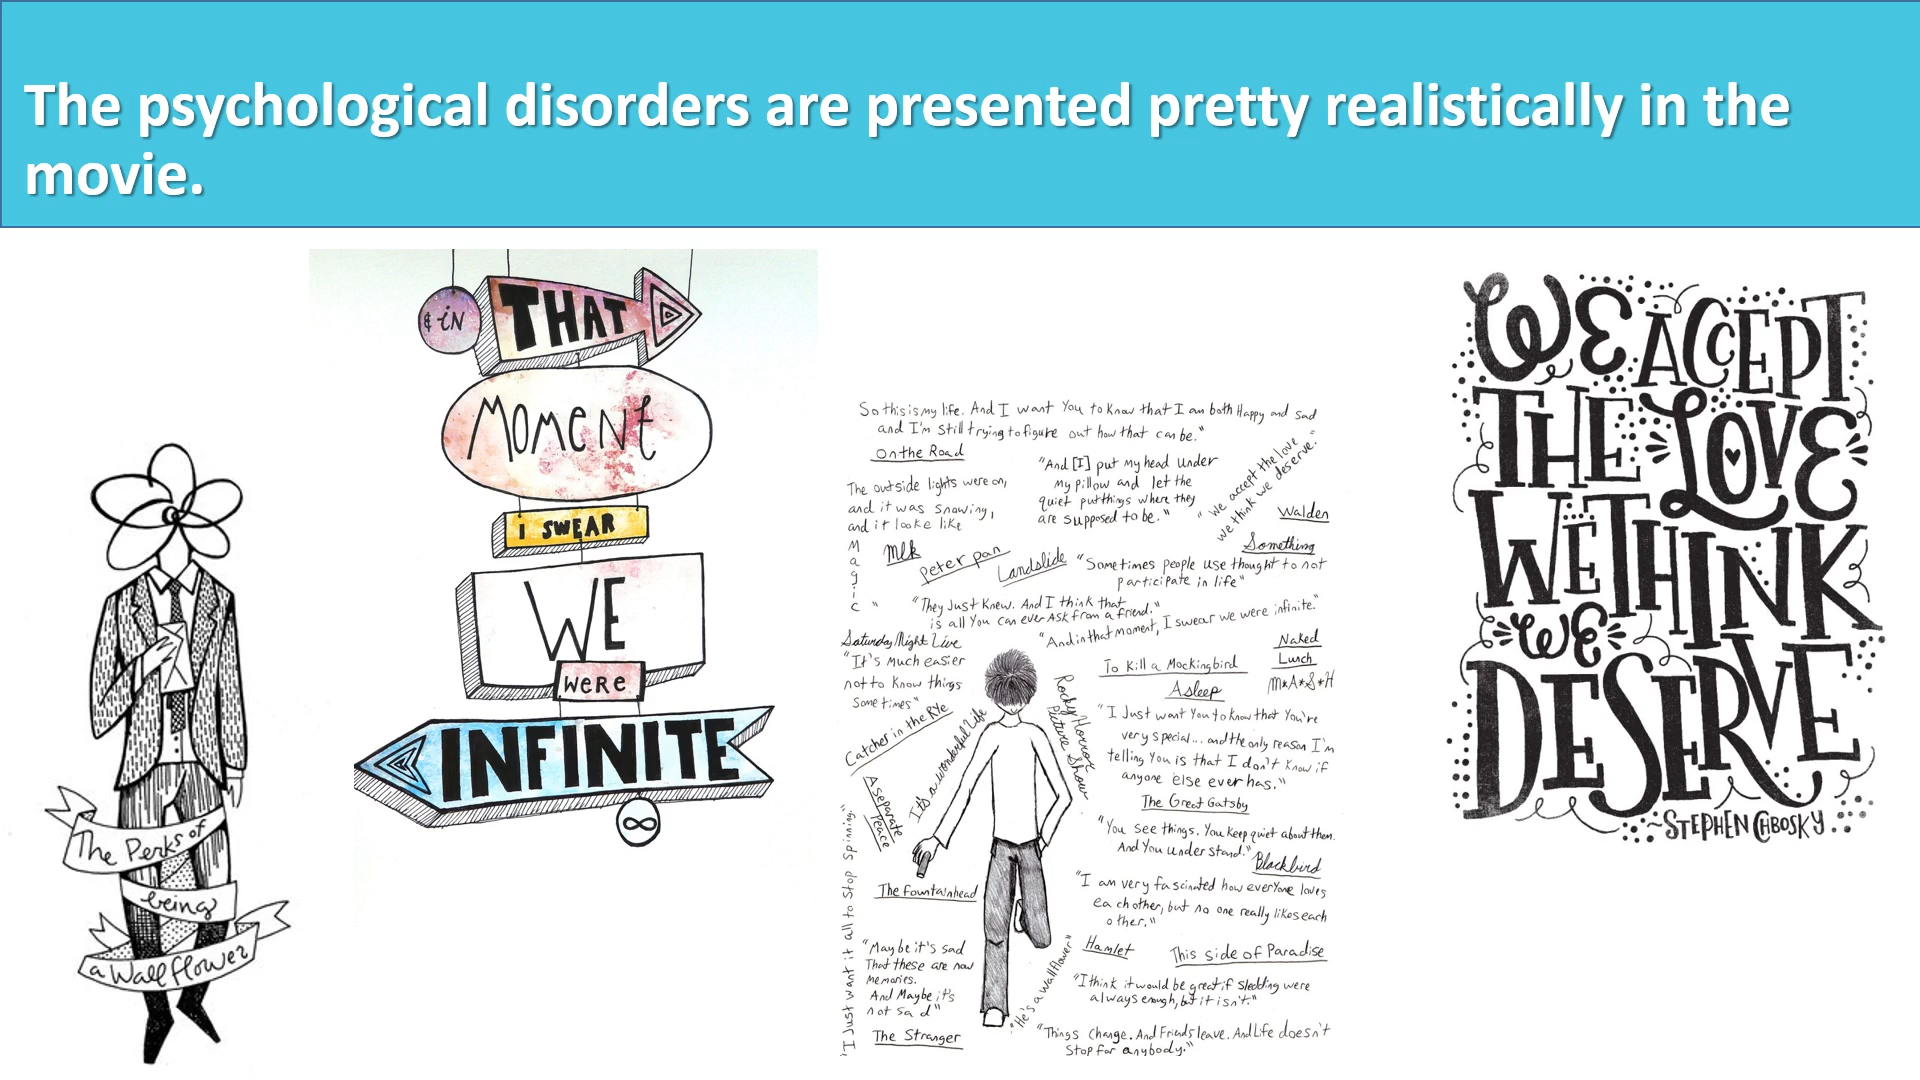 The psychological disorders are presented pretty realistically in the
movie.
The Perks of
being
a Wallflower
& in
THAT
MOMENT
I SWEAR
WE
WERE
INFINITE
∞
So this is my life. And I want You to know that I am both Happy and sad
and I'm still trying to figure out how that can be."
On the Road
The outside lights were on,
and it was snowing,
and it looke like
Magic"
"And [I] put my head under
my pillow and let the
quiet put things where they
are supposed to be."
"We accept the love
we think we deserve."
Walden
Something
MLK
Peter Pan
Landslide
"Sometimes people use thought to not
participate in life"
"They Just Knew. And I think that
is all You can ever Ask from a friend."
"And in that moment, I swear we were infinite."
Saturday Night Live
"It's much easier
not to know things
Sometimes"
Catcher in the Rye
It's a wonderful Life
Rocky Horror
Picture Show
To Kill a Mockingbird
Asleep
Naked
Lunch
M*A*S*H
"I Just want You to know that You're
very special... and the only reason I'm
telling You is that I don't know if
anyone else ever has."
The Great Gatsby
A separate
peace
"I Just want it all to Stop Spinning."
The Fountainhead
"You see things. You keep quiet about them.
And You understand."
Blackbird
"I am very fascinated how everyone loves
each other, but no one really likes each
other."
"Maybe it's sad
That these are now
memories.
And Maybe it's
not sad"
The Stranger
"He's a wallflower"
Hamlet
This side of Paradise
"I think it would be great if sledding were
always enough, but it isn't."
"Things Change. And Friends leave. And Life doesn't
Stop for anybody."
WE ACCEPT
THE LOVE
WE THINK
WE
DESERVE
~STEPHEN CHBOSKY